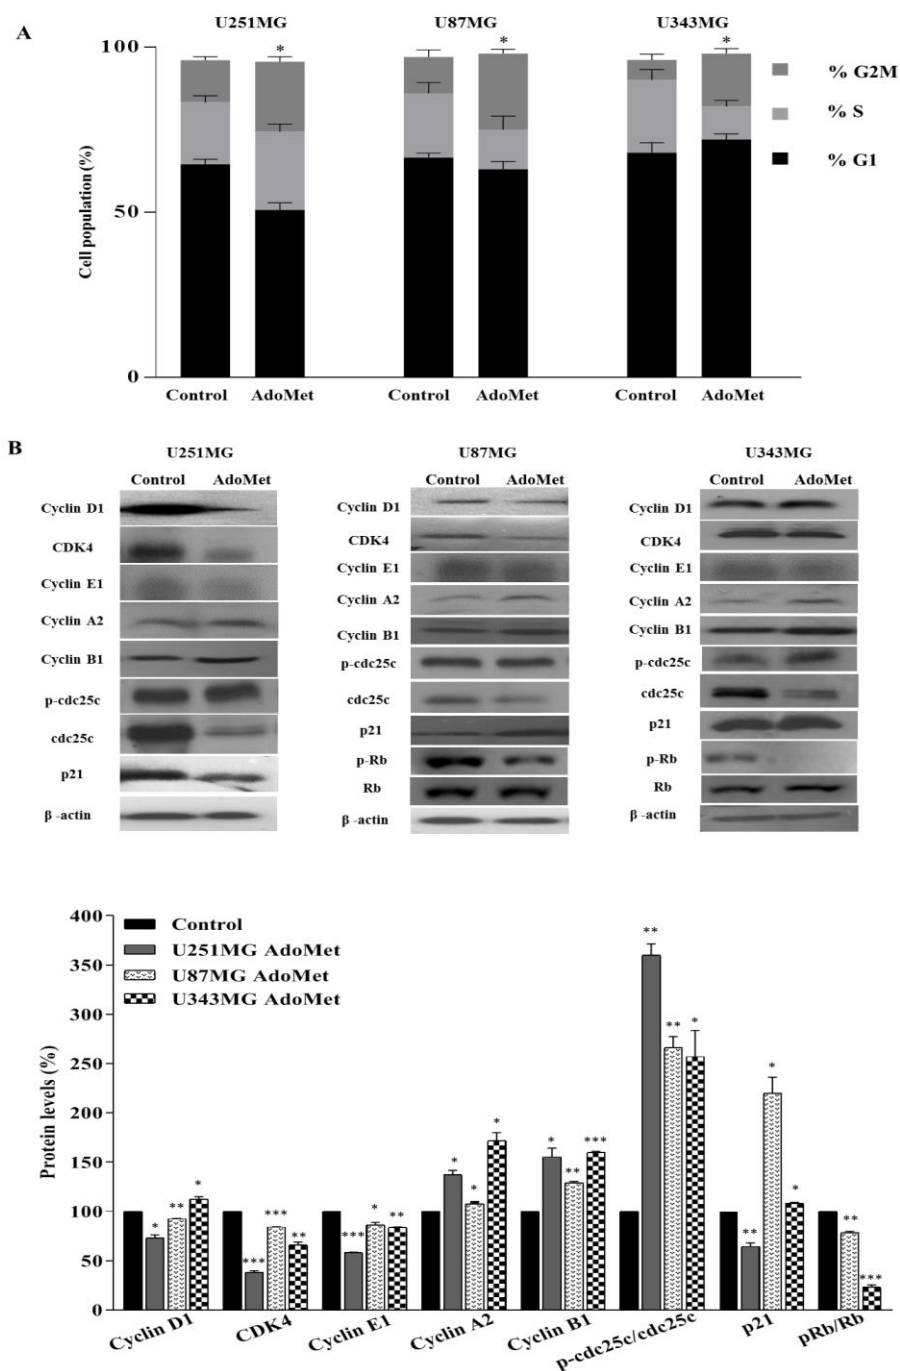 A
U251MG U87MG U343MG
100
50
0
Cell population (%)
* * *
% G2M
% S
% G1
Control AdoMet Control AdoMet Control AdoMet
B
U251MG
Control AdoMet
Cyclin D1
CDK4
Cyclin E1
Cyclin A2
Cyclin B1
p-cdc25c
cdc25c
p21
β -actin
U87MG
Control AdoMet
Cyclin D1
CDK4
Cyclin E1
Cyclin A2
Cyclin B1
p-cdc25c
cdc25c
p21
p-Rb
Rb
β -actin
U343MG
Control AdoMet
Cyclin D1
CDK4
Cyclin E1
Cyclin A2
Cyclin B1
p-cdc25c
cdc25c
p21
p-Rb
Rb
β -actin
Protein levels (%)
400
350
300
250
200
150
100
50
0
Control
U251MG AdoMet
U87MG AdoMet
U343MG AdoMet
* ** *
*** *** **
*** * **
* * *
* ** ***
** ** *
** * *
** ***
Cyclin D1 CDK4 Cyclin E1 Cyclin A2 Cyclin B1 p-cdc25c/cdc25c p21 pRb/Rb